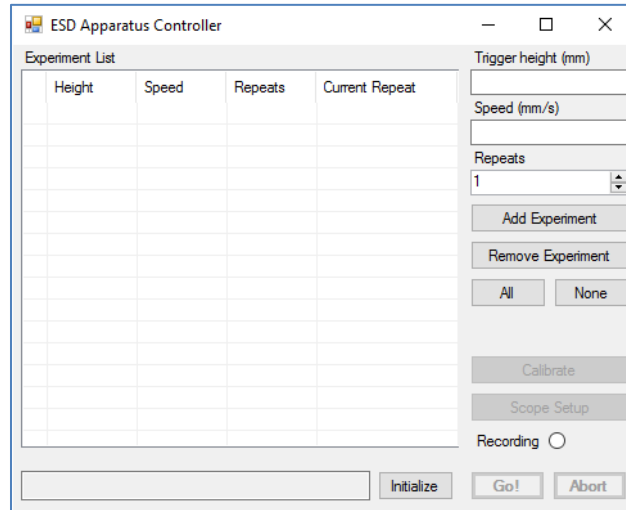 ESD Apparatus Controller
Experiment List
Height Speed Repeats Current Repeat
Trigger height (mm)
Speed (mm/s)
Repeats
1
Add Experiment
Remove Experiment
All None
Calibrate
Scope Setup
Recording
Initialize Go! Abort